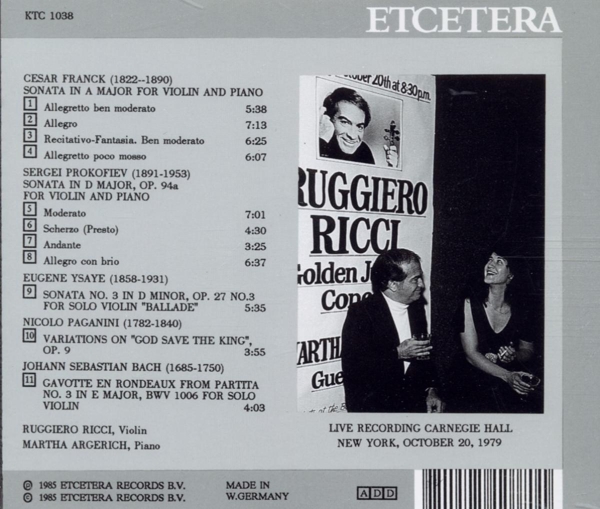 KTC 1038
ETCETERA
CESAR FRANCK (1822--1890)
SONATA IN A MAJOR FOR VIOLIN AND PIANO
1 Allegretto ben moderato 5:38
2 Allegro 7:13
3 Recitativo-Fantasia. Ben moderato 6:25
4 Allegretto poco mosso 6:07
SERGEI PROKOFIEV (1891-1953)
SONATA IN D MAJOR, OP. 94a
FOR VIOLIN AND PIANO
5 Moderato 7:01
6 Scherzo (Presto) 4:30
7 Andante 3:25
8 Allegro con brio 6:37
EUGENE YSAYE (1858-1931)
9 SONATA NO. 3 IN D MINOR, OP. 27 NO.3
FOR SOLO VIOLIN "BALLADE" 5:35
NICOLO PAGANINI (1782-1840)
10 VARIATIONS ON "GOD SAVE THE KING",
OP. 9 3:55
JOHANN SEBASTIAN BACH (1685-1750)
11 GAVOTTE EN RONDEAUX FROM PARTITA
NO. 3 IN E MAJOR, BWV 1006 FOR SOLO
VIOLIN 4:03
RUGGIERO RICCI, Violin
MARTHA ARGERICH, Piano
October 20th at 8:30 p.m.
RUGGIERO
RICCI
Golden J
Conc
ARTHA
Gue
LIVE RECORDING CARNEGIE HALL
NEW YORK, OCTOBER 20, 1979
℗ 1985 ETCETERA RECORDS B.V.
© 1985 ETCETERA RECORDS B.V.
MADE IN
W.GERMANY
ADD